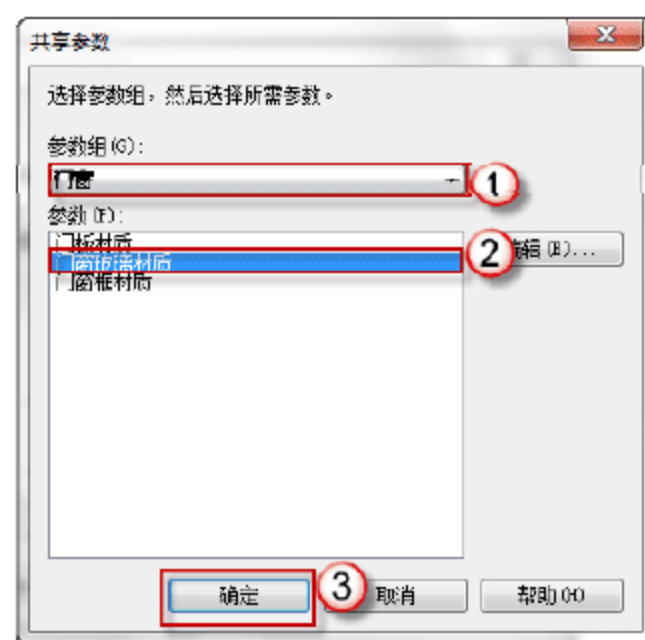 共享参数
选择参数组，然后选择所需参数。
参数组(G):
门窗
1
参数(P):
门板材质
门窗玻璃材质
门窗框材质
2
编辑(E)...
确定
3
取消
帮助(H)